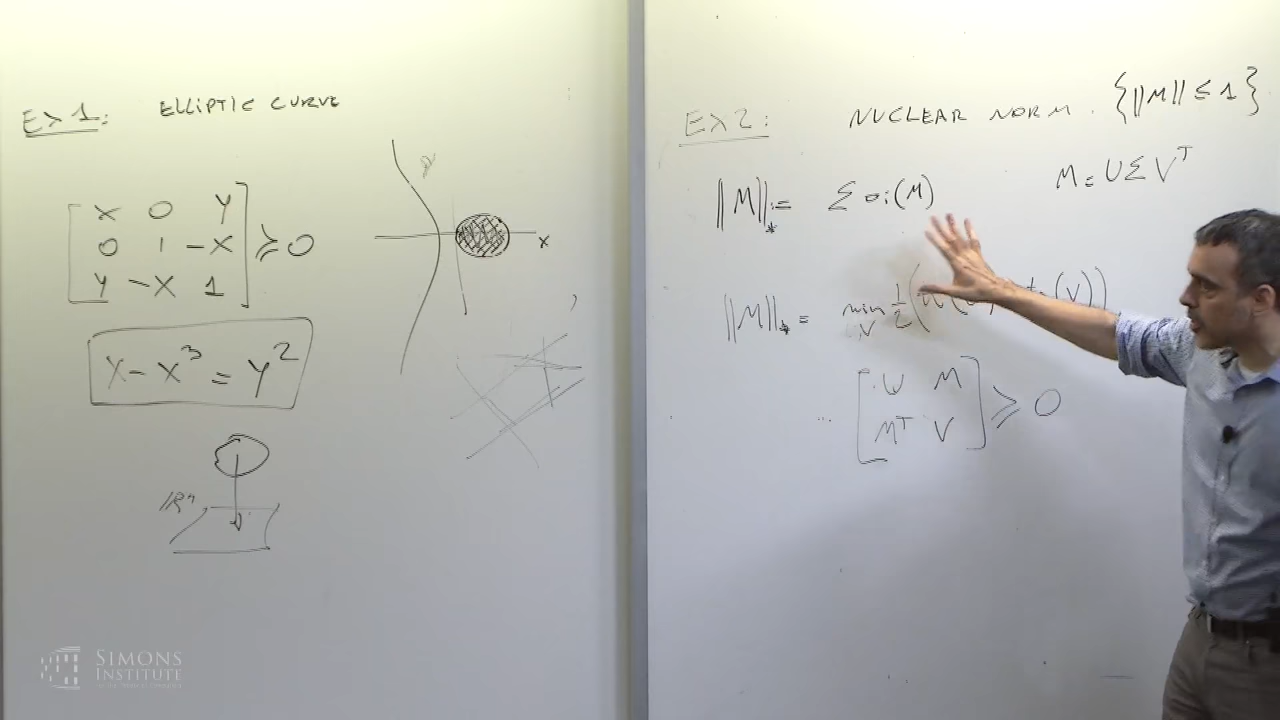 Ex 1: ELLIPTIC CURVE
[ X 0 Y
0 1 -X
Y -X 1 ] ≽ 0
X - X³ = Y²
ℝⁿ
x
Ex 2: NUCLEAR NORM. {‖M‖ ≤ 1}
‖M‖_* := Σ σᵢ(M)
M = U Σ Vᵀ
‖M‖_* = min ½( (V))
[ W M
Mᵀ V ] ≽ 0
SIMONS
INSTITUTE